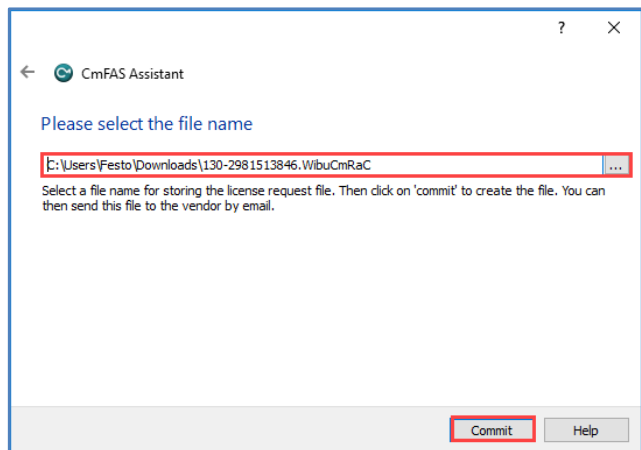 ?
CmFAS Assistant
Please select the file name
C:\Users\Festo\Downloads\130-2981513846.WibuCmRaC
...
Select a file name for storing the license request file. Then click on 'commit' to create the file. You can
then send this file to the vendor by email.
Commit
Help